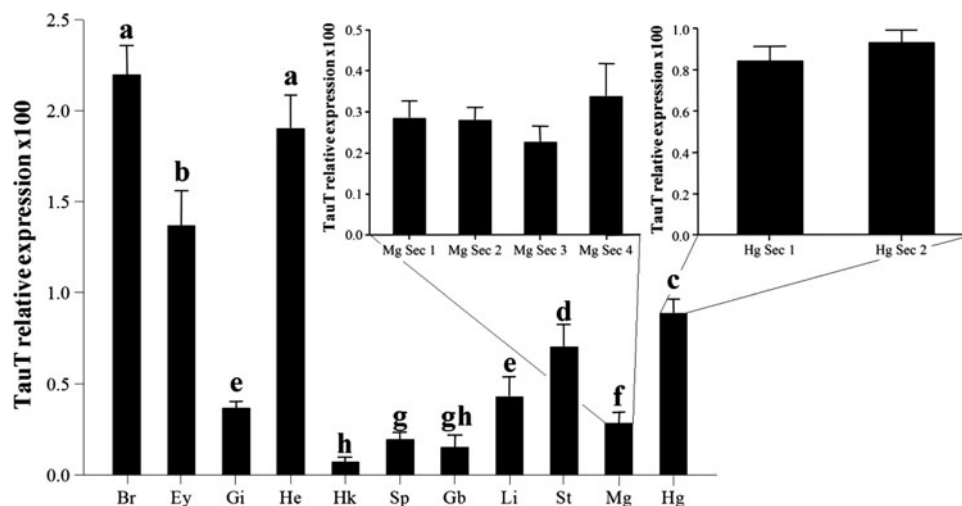 TauT relative expression x100
2.5
2.0
1.5
1.0
0.5
0.0
a
b
e
a
h
g
gh
e
d
f
c
Br Ey Gi He Hk Sp Gb Li St Mg Hg
TauT relative expression x100
0.5
0.4
0.3
0.2
0.1
0.0
Mg Sec 1 Mg Sec 2 Mg Sec 3 Mg Sec 4
TauT relative expression x100
1.0
0.8
0.6
0.4
0.2
0.0
Hg Sec 1 Hg Sec 2